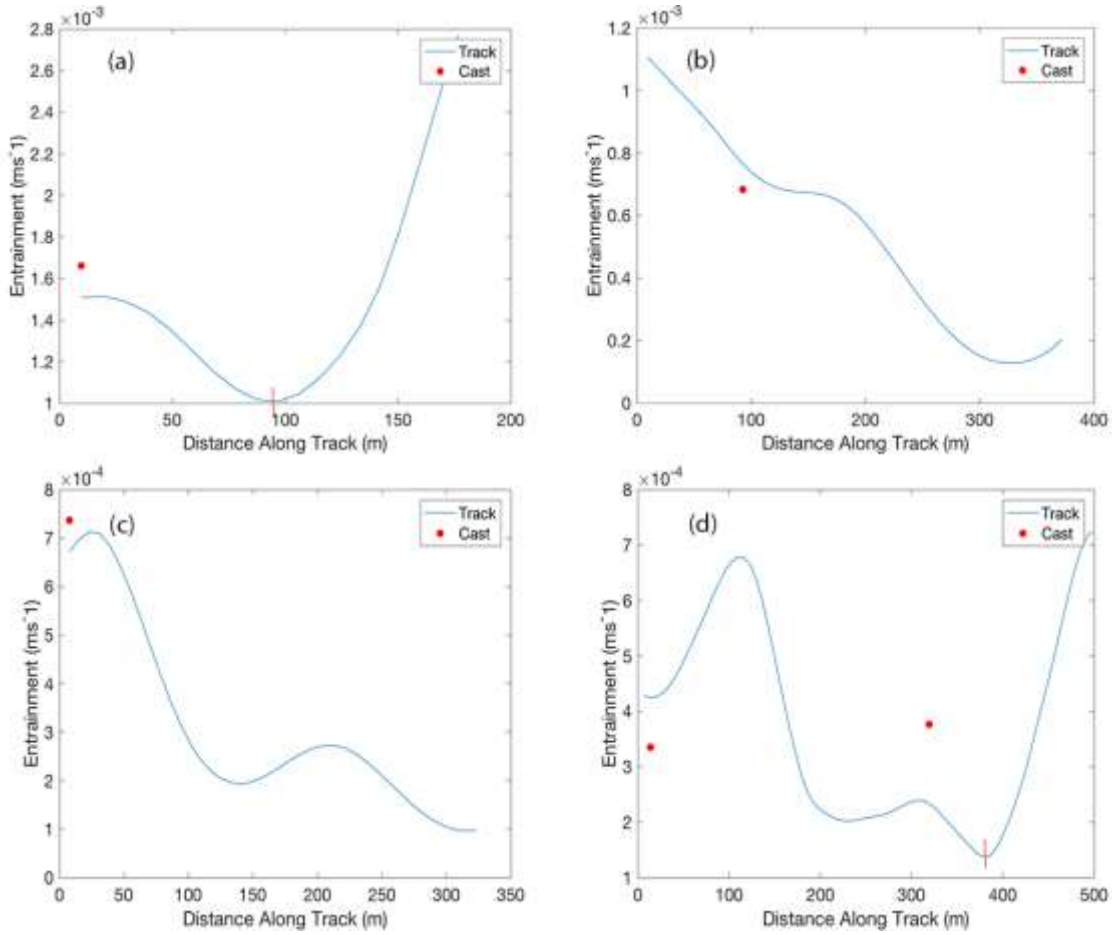 ×10⁻³
2.8
2.6
2.4
2.2
2
1.8
1.6
1.4
1.2
1
Entrainment (ms^1)
(a)
Track
Cast
0 50 100 150 200
Distance Along Track (m)
×10⁻³
1.2
1
0.8
0.6
0.4
0.2
0
Entrainment (ms^1)
(b)
Track
Cast
0 100 200 300 400
Distance Along Track (m)
×10⁻⁴
8
7
6
5
4
3
2
1
0
Entrainment (ms^1)
(c)
Track
Cast
0 50 100 150 200 250 300 350
Distance Along Track (m)
×10⁻⁴
8
7
6
5
4
3
2
1
Entrainment (ms^1)
(d)
Track
Cast
0 100 200 300 400 500
Distance Along Track (m)